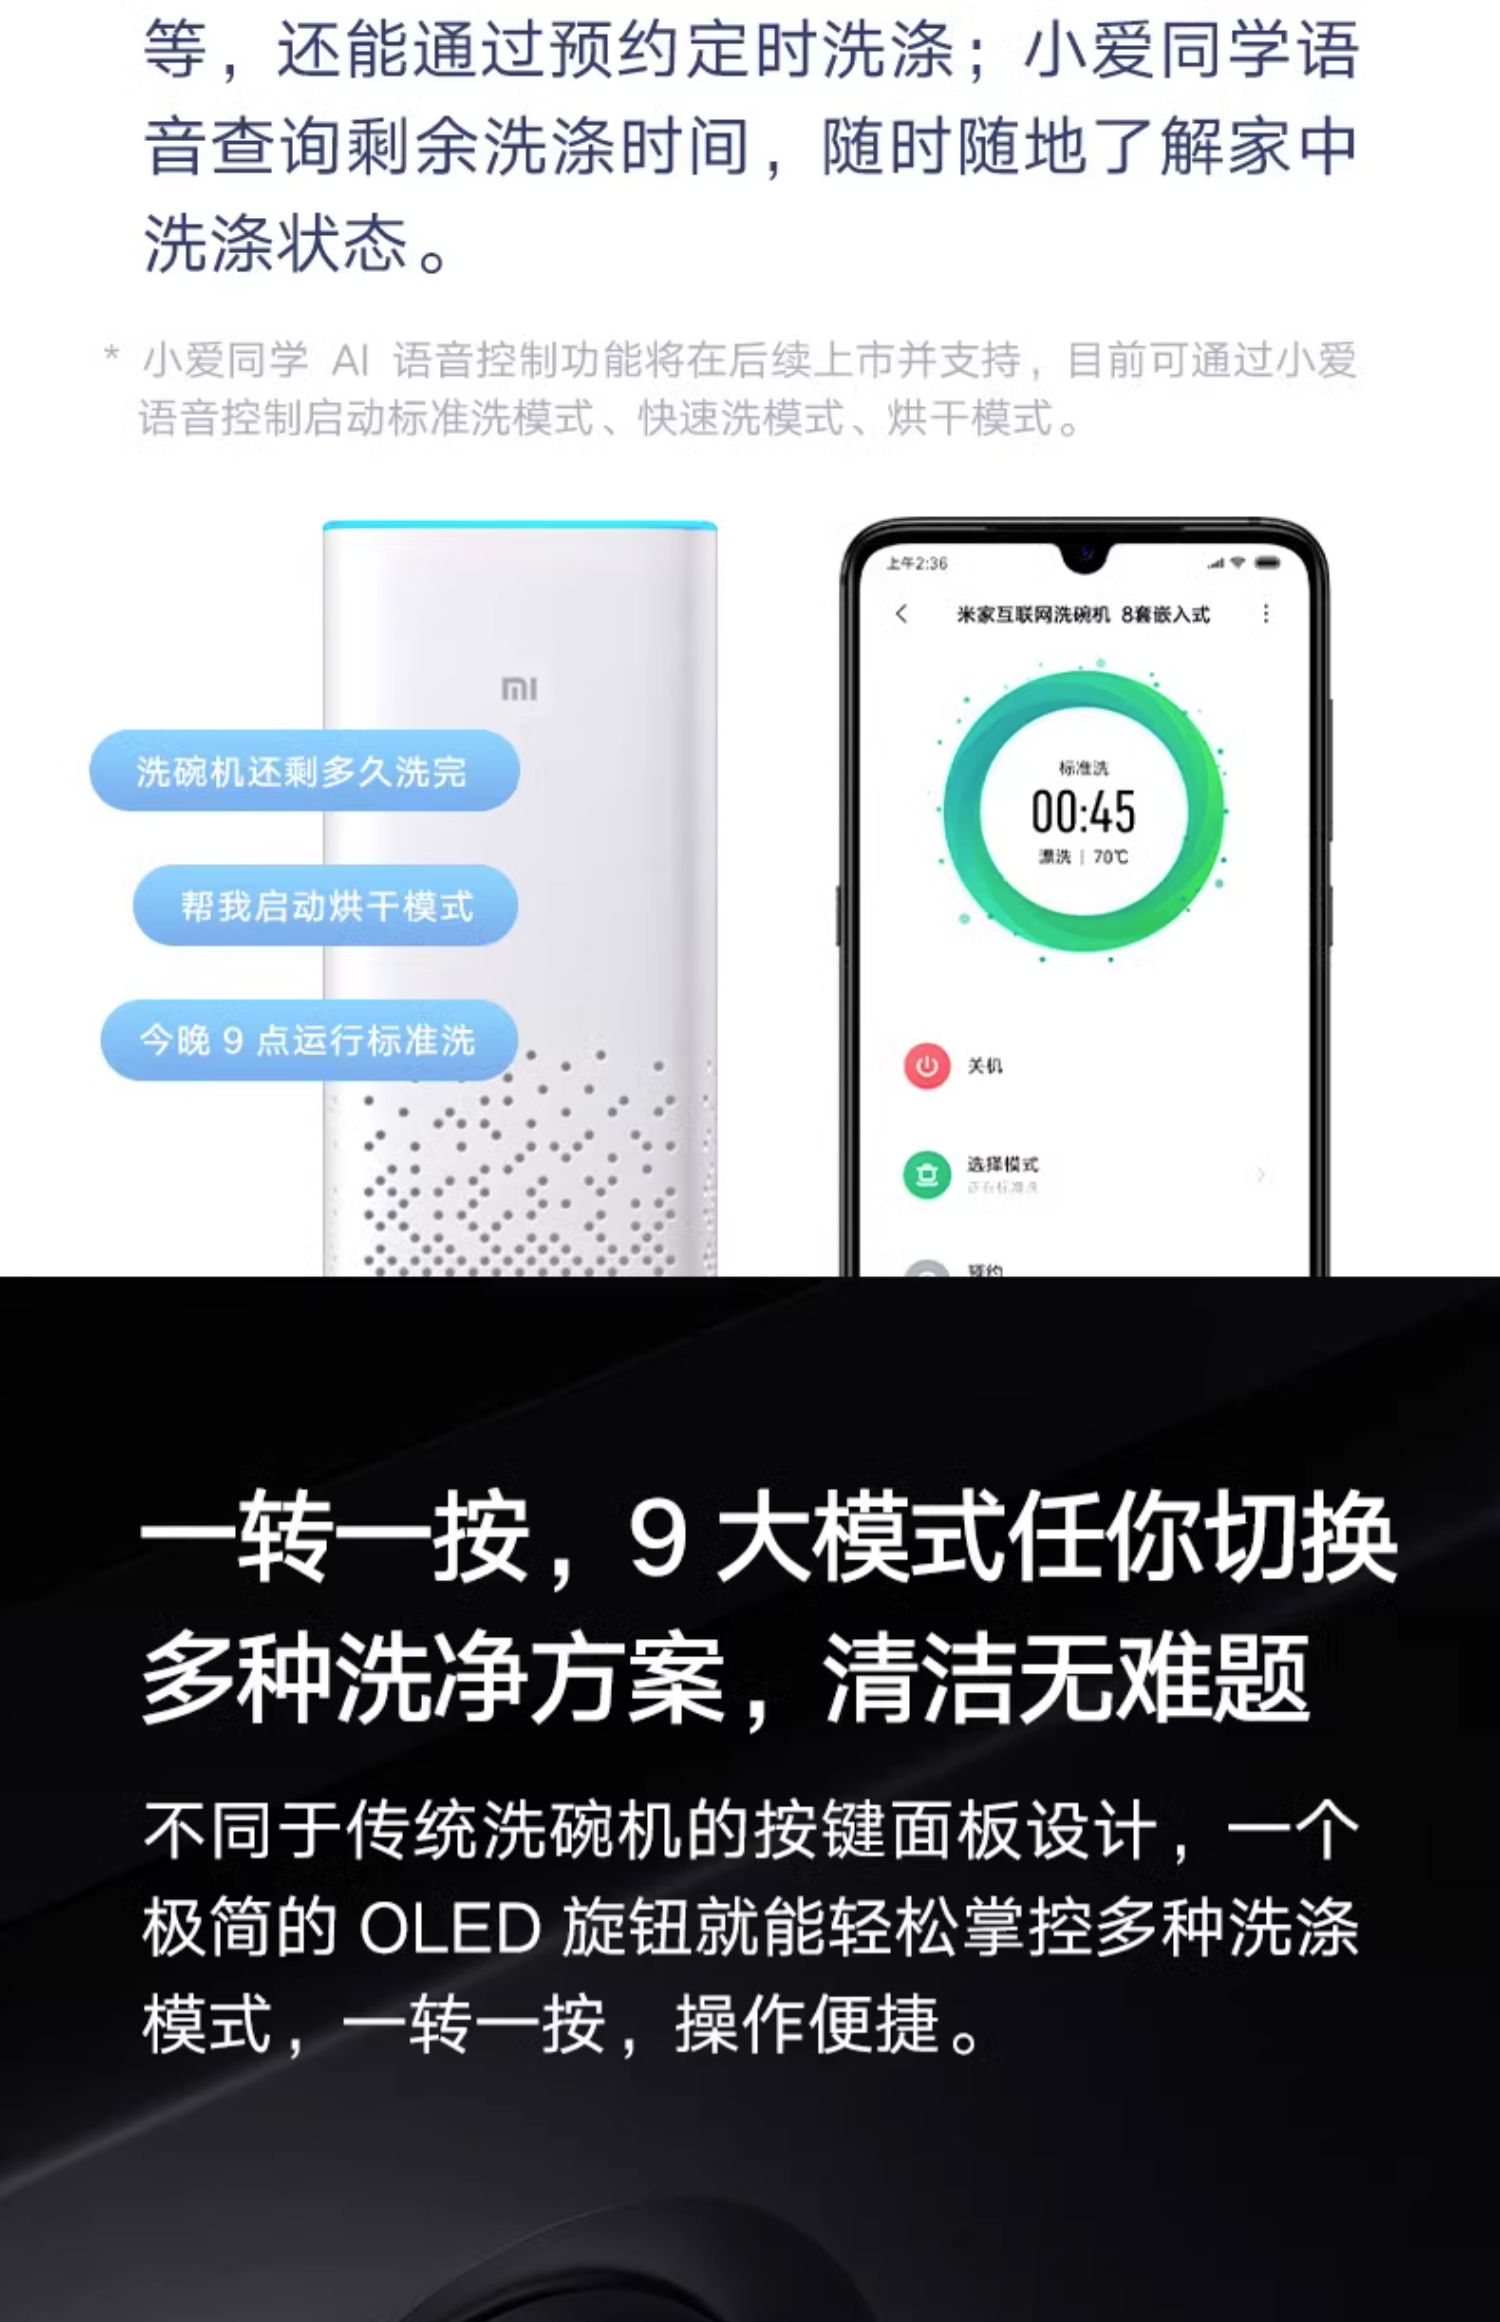 等，还能通过预约定时洗涤；小爱同学语
音查询剩余洗涤时间，随时随地了解家中
洗涤状态。
* 小爱同学 AI 语音控制功能将在后续上市并支持，目前可通过小爱
语音控制启动标准洗模式、快速洗模式、烘干模式。
mi
洗碗机还剩多久洗完
帮我启动烘干模式
今晚 9 点运行标准洗
上午2:36
米家互联网洗碗机 8套嵌入式
标准洗
00:45
漂洗 | 70℃
关机
选择模式
正在标准洗
预约
一转一按，9 大模式任你切换
多种洗净方案，清洁无难题
不同于传统洗碗机的按键面板设计，一个
极简的 OLED 旋钮就能轻松掌控多种洗涤
模式，一转一按，操作便捷。